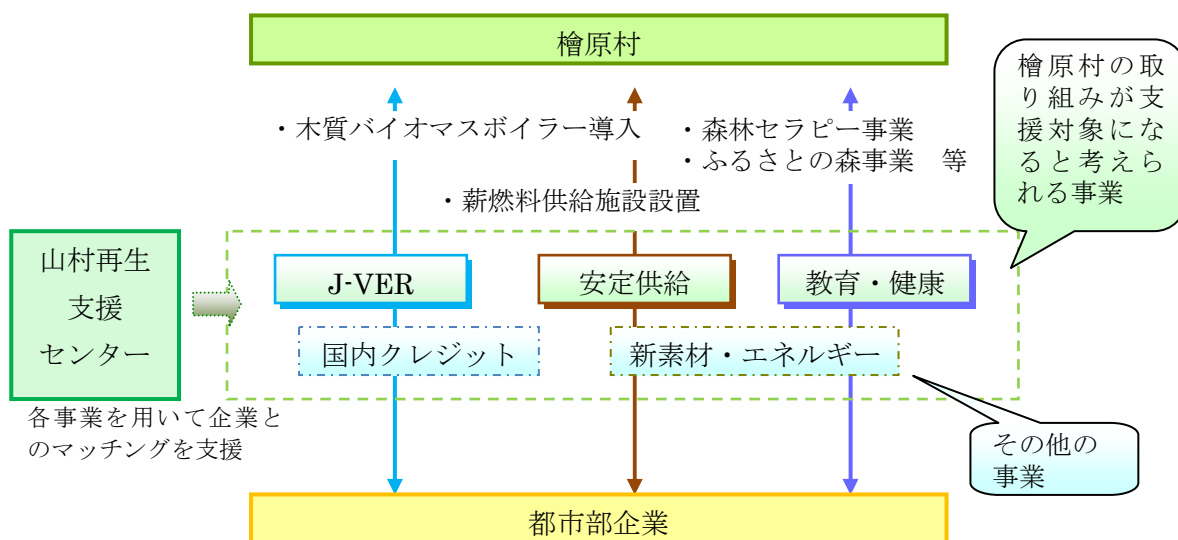 檜原村
檜原村の取
り組みが支
援対象にな
ると考えら
れる事業
・木質バイオマスボイラー導入
・森林セラピー事業
・ふるさとの森事業　等
・薪燃料供給施設設置
山村再生
支援
センター
J-VER
安定供給
教育・健康
国内クレジット
新素材・エネルギー
各事業を用いて企業と
のマッチングを支援
その他の
事業
都市部企業